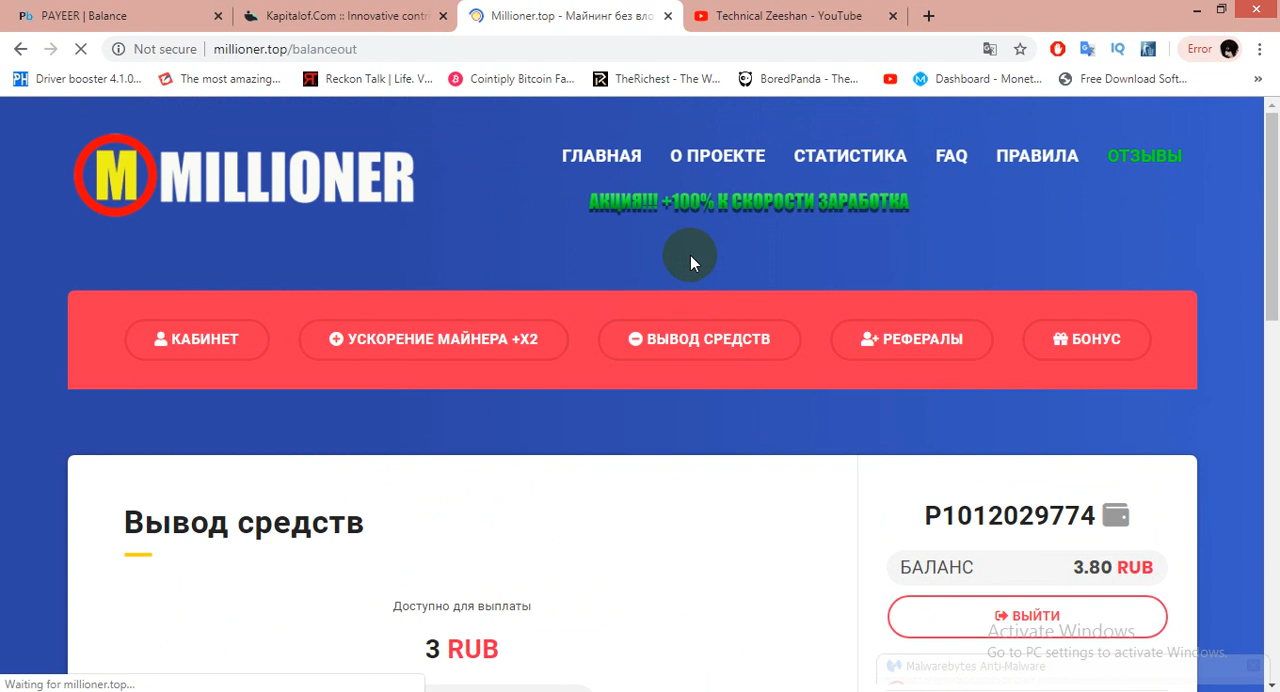 PAYEER | Balance
Kapitalof.Com :: Innovative contr
Millioner.top - Майнинг без вло
Technical Zeeshan - YouTube
Not secure | millioner.top/balanceout
Error
Driver booster 4.1.0...
The most amazing...
Reckon Talk | Life. V...
Cointiply Bitcoin Fa...
TheRichest - The W...
BoredPanda - The...
Dashboard - Monet...
Free Download Soft...
MILLIONER
ГЛАВНАЯ О ПРОЕКТЕ СТАТИСТИКА FAQ ПРАВИЛА ОТЗЫВЫ
АКЦИЯ!!! +100% К СКОРОСТИ ЗАРАБОТКА
КАБИНЕТ
УСКОРЕНИЕ МАЙНЕРА +X2
ВЫВОД СРЕДСТВ
РЕФЕРАЛЫ
БОНУС
Вывод средств
Доступно для выплаты
3 RUB
P1012029774
БАЛАНС 3.80 RUB
ВЫЙТИ
Activate Windows
Go to PC settings to activate Windows.
Malwarebytes Anti-Malware
Waiting for millioner.top...